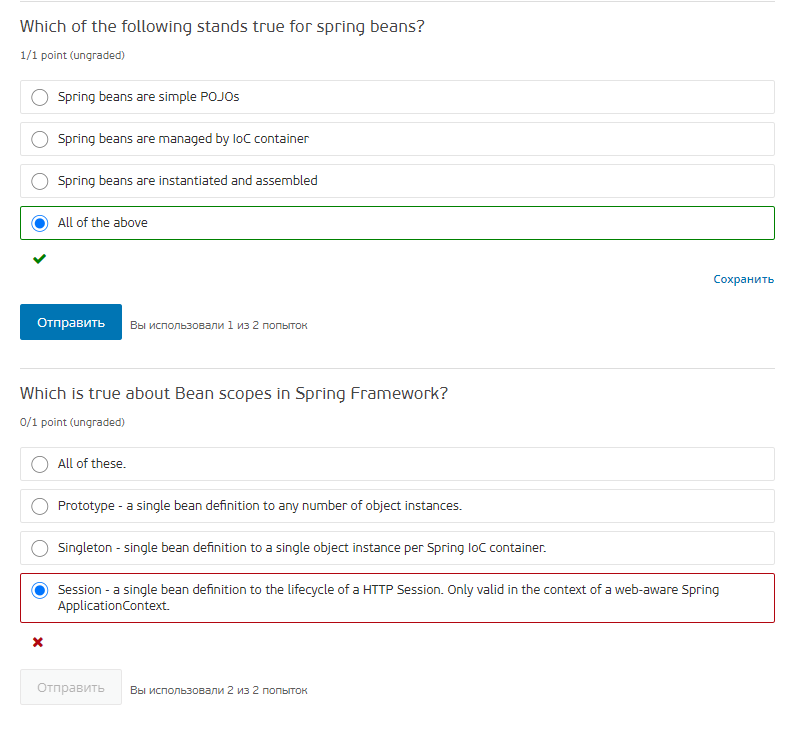 Which of the following stands true for spring beans?
1/1 point (ungraded)
Spring beans are simple POJOs
Spring beans are managed by IoC container
Spring beans are instantiated and assembled
All of the above
Сохранить
Отправить
Вы использовали 1 из 2 попыток
Which is true about Bean scopes in Spring Framework?
0/1 point (ungraded)
All of these.
Prototype - a single bean definition to any number of object instances.
Singleton - single bean definition to a single object instance per Spring IoC container.
Session - a single bean definition to the lifecycle of a HTTP Session. Only valid in the context of a web-aware Spring
ApplicationContext.
Отправить
Вы использовали 2 из 2 попыток